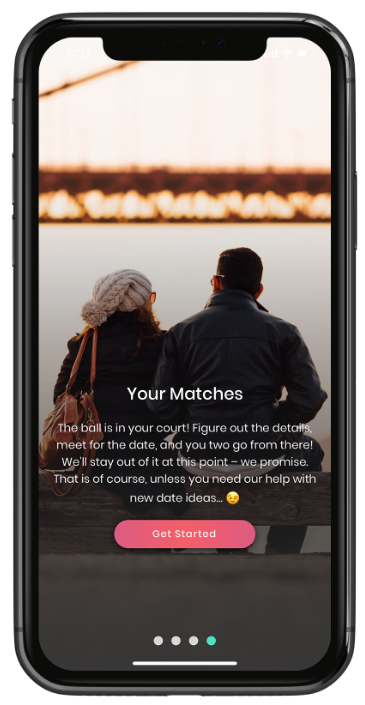 Your Matches
The ball is in your court! Figure out the details,
meet for the date, and you two go from there!
We'll stay out of it at this point – we promise.
That is of course, unless you need our help with
new date ideas... 😉
Get Started